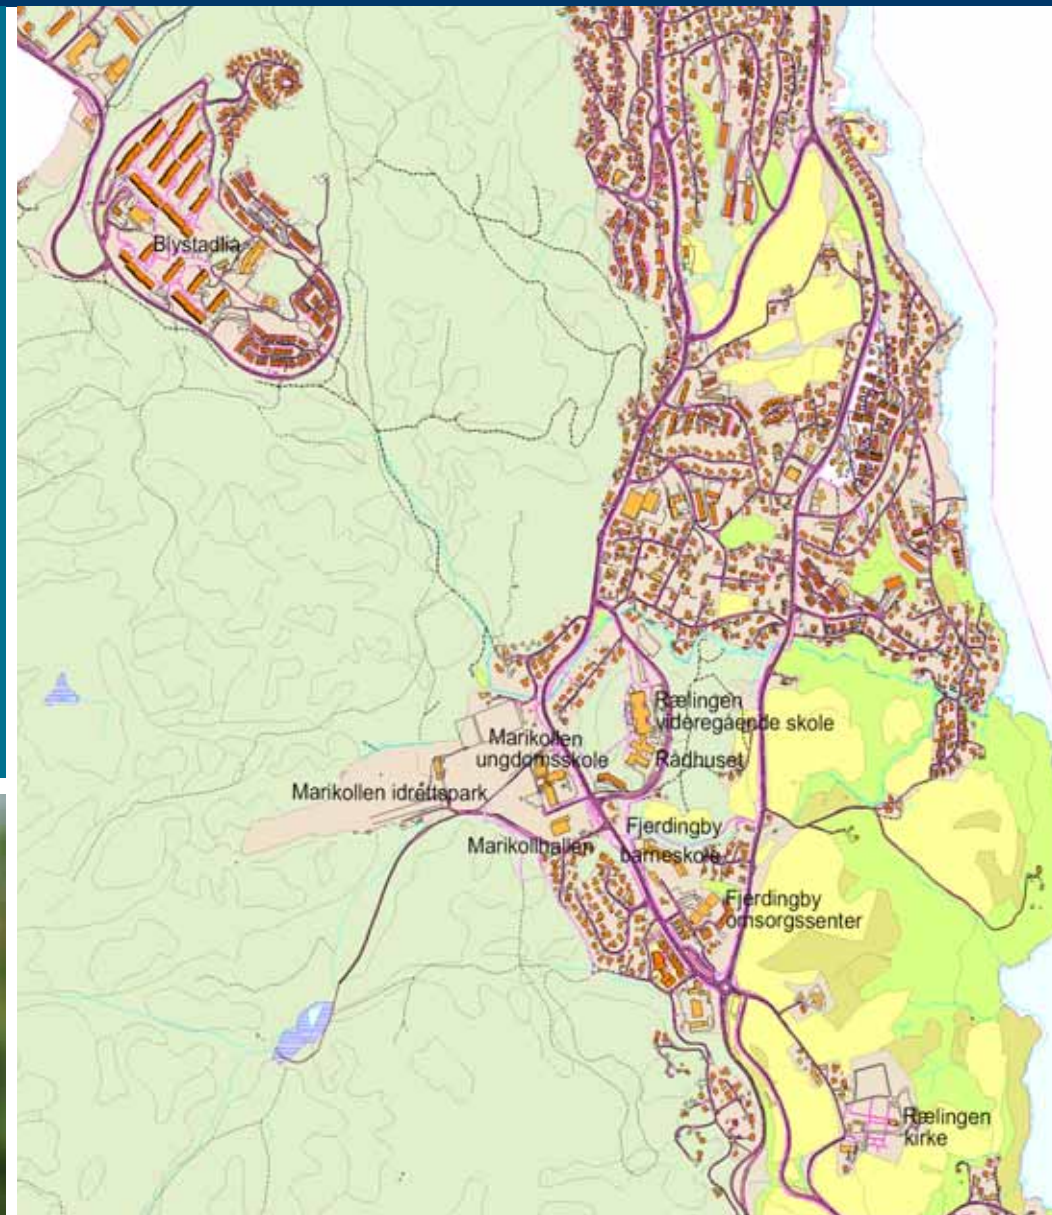 Blystadlia
Rælingen
videregående skole
Rådhuset
Marikollen
ungdomsskole
Marikollen idrettspark
Marikollhallen
Fjerdingby
barneskole
Fjerdingby
omsorgssenter
Rælingen
kirke